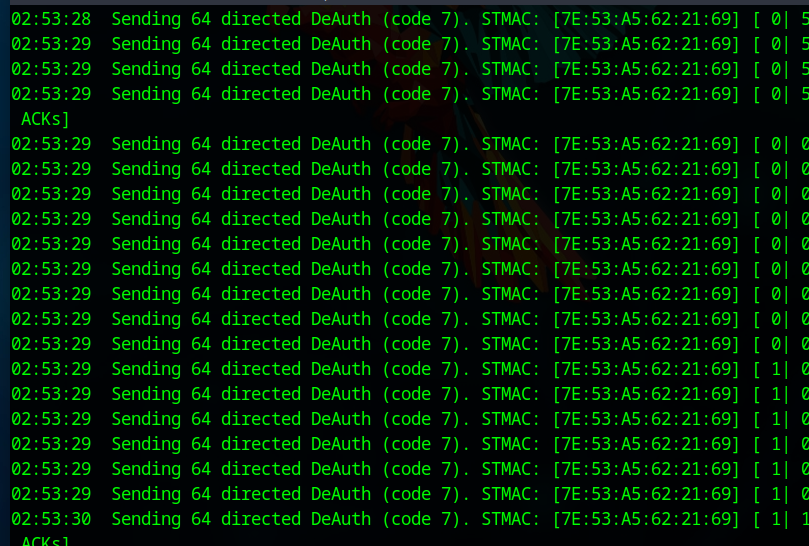 02:53:28  Sending 64 directed DeAuth (code 7). STMAC: [7E:53:A5:62:21:69] [ 0| 5
02:53:29  Sending 64 directed DeAuth (code 7). STMAC: [7E:53:A5:62:21:69] [ 0| 5
02:53:29  Sending 64 directed DeAuth (code 7). STMAC: [7E:53:A5:62:21:69] [ 0| 5
02:53:29  Sending 64 directed DeAuth (code 7). STMAC: [7E:53:A5:62:21:69] [ 0| 5
 ACKs]
02:53:29  Sending 64 directed DeAuth (code 7). STMAC: [7E:53:A5:62:21:69] [ 0| 0
02:53:29  Sending 64 directed DeAuth (code 7). STMAC: [7E:53:A5:62:21:69] [ 0| 0
02:53:29  Sending 64 directed DeAuth (code 7). STMAC: [7E:53:A5:62:21:69] [ 0| 0
02:53:29  Sending 64 directed DeAuth (code 7). STMAC: [7E:53:A5:62:21:69] [ 0| 0
02:53:29  Sending 64 directed DeAuth (code 7). STMAC: [7E:53:A5:62:21:69] [ 0| 0
02:53:29  Sending 64 directed DeAuth (code 7). STMAC: [7E:53:A5:62:21:69] [ 0| 0
02:53:29  Sending 64 directed DeAuth (code 7). STMAC: [7E:53:A5:62:21:69] [ 0| 0
02:53:29  Sending 64 directed DeAuth (code 7). STMAC: [7E:53:A5:62:21:69] [ 0| 0
02:53:29  Sending 64 directed DeAuth (code 7). STMAC: [7E:53:A5:62:21:69] [ 0| 0
02:53:29  Sending 64 directed DeAuth (code 7). STMAC: [7E:53:A5:62:21:69] [ 1| 0
02:53:29  Sending 64 directed DeAuth (code 7). STMAC: [7E:53:A5:62:21:69] [ 1| 0
02:53:29  Sending 64 directed DeAuth (code 7). STMAC: [7E:53:A5:62:21:69] [ 1| 0
02:53:29  Sending 64 directed DeAuth (code 7). STMAC: [7E:53:A5:62:21:69] [ 1| 0
02:53:29  Sending 64 directed DeAuth (code 7). STMAC: [7E:53:A5:62:21:69] [ 1| 0
02:53:29  Sending 64 directed DeAuth (code 7). STMAC: [7E:53:A5:62:21:69] [ 1| 0
02:53:30  Sending 64 directed DeAuth (code 7). STMAC: [7E:53:A5:62:21:69] [ 1| 1
 ACKs]